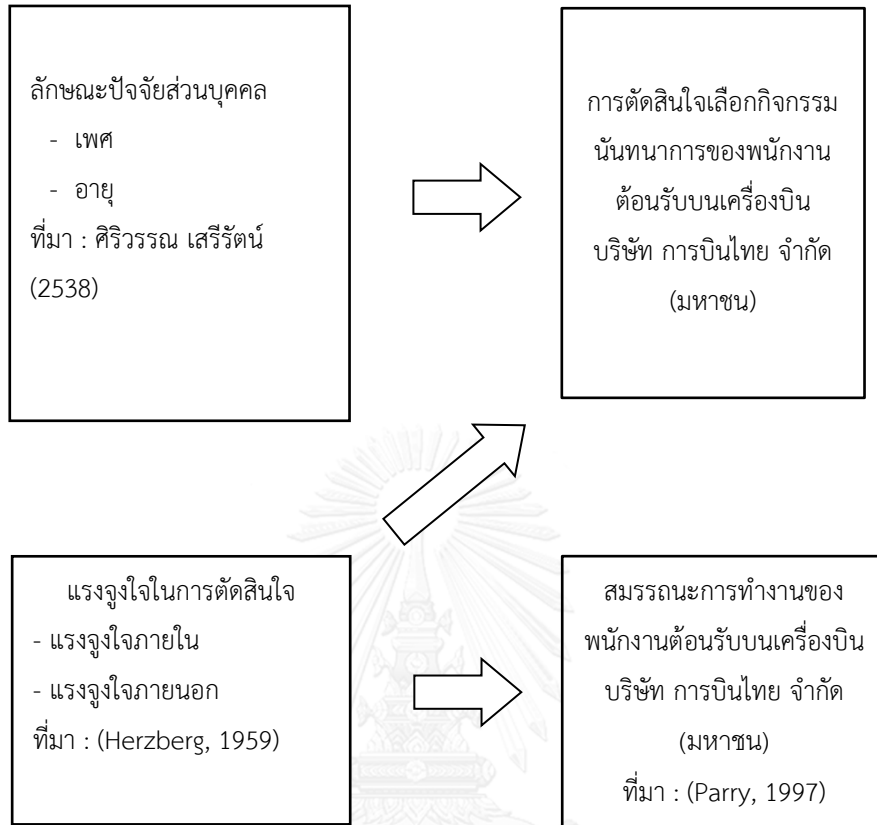 ลักษณะปัจจัยส่วนบุคคล
- เพศ
- อายุ
ที่มา : ศิริวรรณ เสรีรัตน์
(2538)
การตัดสินใจเลือกกิจกรรม
นันทนาการของพนักงาน
ต้อนรับบนเครื่องบิน
บริษัท การบินไทย จำกัด
(มหาชน)
แรงจูงใจในการตัดสินใจ
- แรงจูงใจภายใน
- แรงจูงใจภายนอก
ที่มา : (Herzberg, 1959)
สมรรถนะการทำงานของ
พนักงานต้อนรับบนเครื่องบิน
บริษัท การบินไทย จำกัด
(มหาชน)
ที่มา : (Parry, 1997)